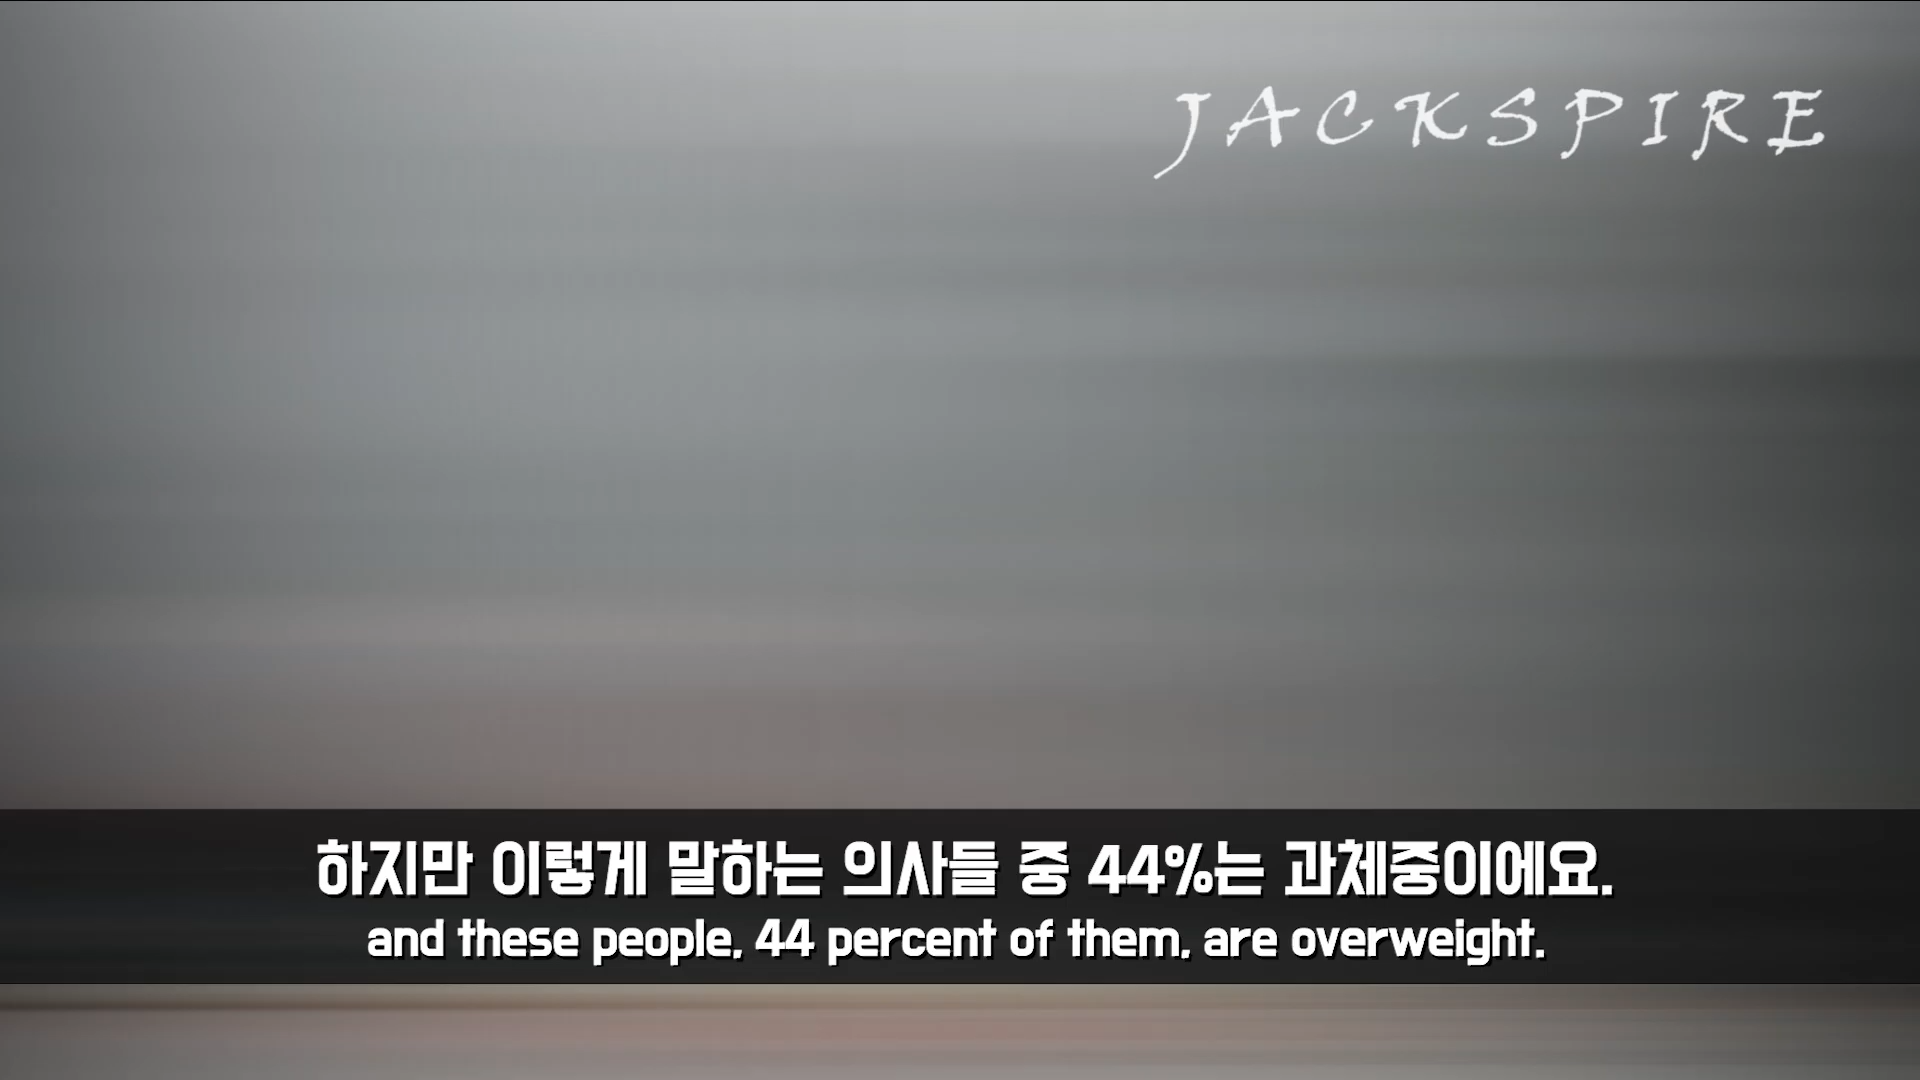 JACKSPIRE
하지만 이렇게 말하는 의사들 중 44%는 과체중이에요.
and these people, 44 percent of them, are overweight.